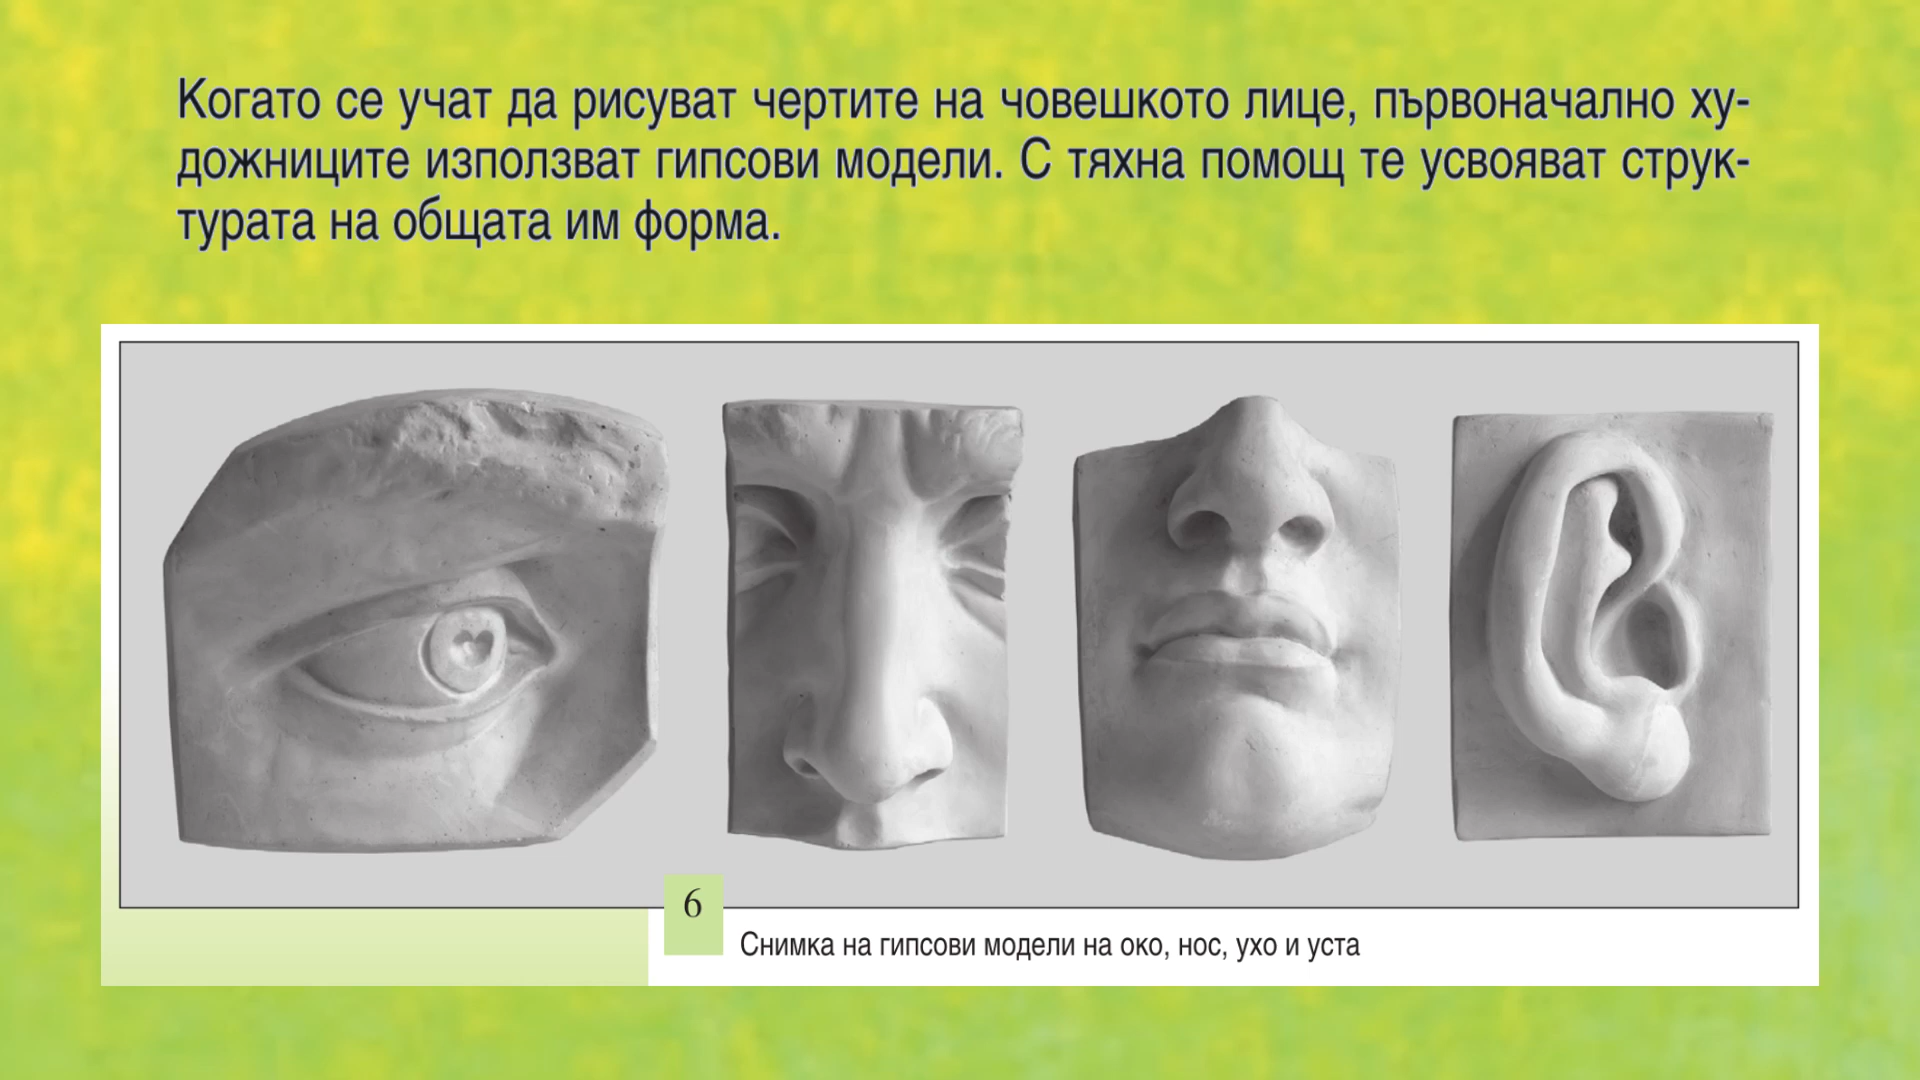 Когато се учат да рисуват чертите на човешкото лице, първоначално ху-
дожниците използват гипсови модели. С тяхна помощ те усвояват струк-
турата на общата им форма.
6
Снимка на гипсови модели на око, нос, ухо и уста